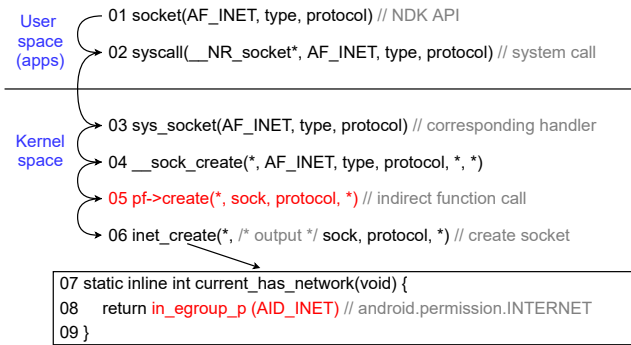 User
space
(apps)
01 socket(AF_INET, type, protocol) // NDK API
02 syscall(__NR_socket*, AF_INET, type, protocol) // system call
Kernel
space
03 sys_socket(AF_INET, type, protocol) // corresponding handler
04 __sock_create(*, AF_INET, type, protocol, *, *)
05 pf->create(*, sock, protocol, *) // indirect function call
06 inet_create(*, /* output */ sock, protocol, *) // create socket
07 static inline int current_has_network(void) {
08 return in_egroup_p (AID_INET) // android.permission.INTERNET
09 }